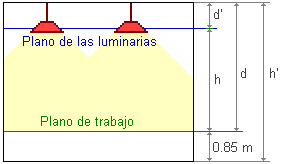 d'
Plano de las luminarias
h
d
h'
Plano de trabajo
0.85 m